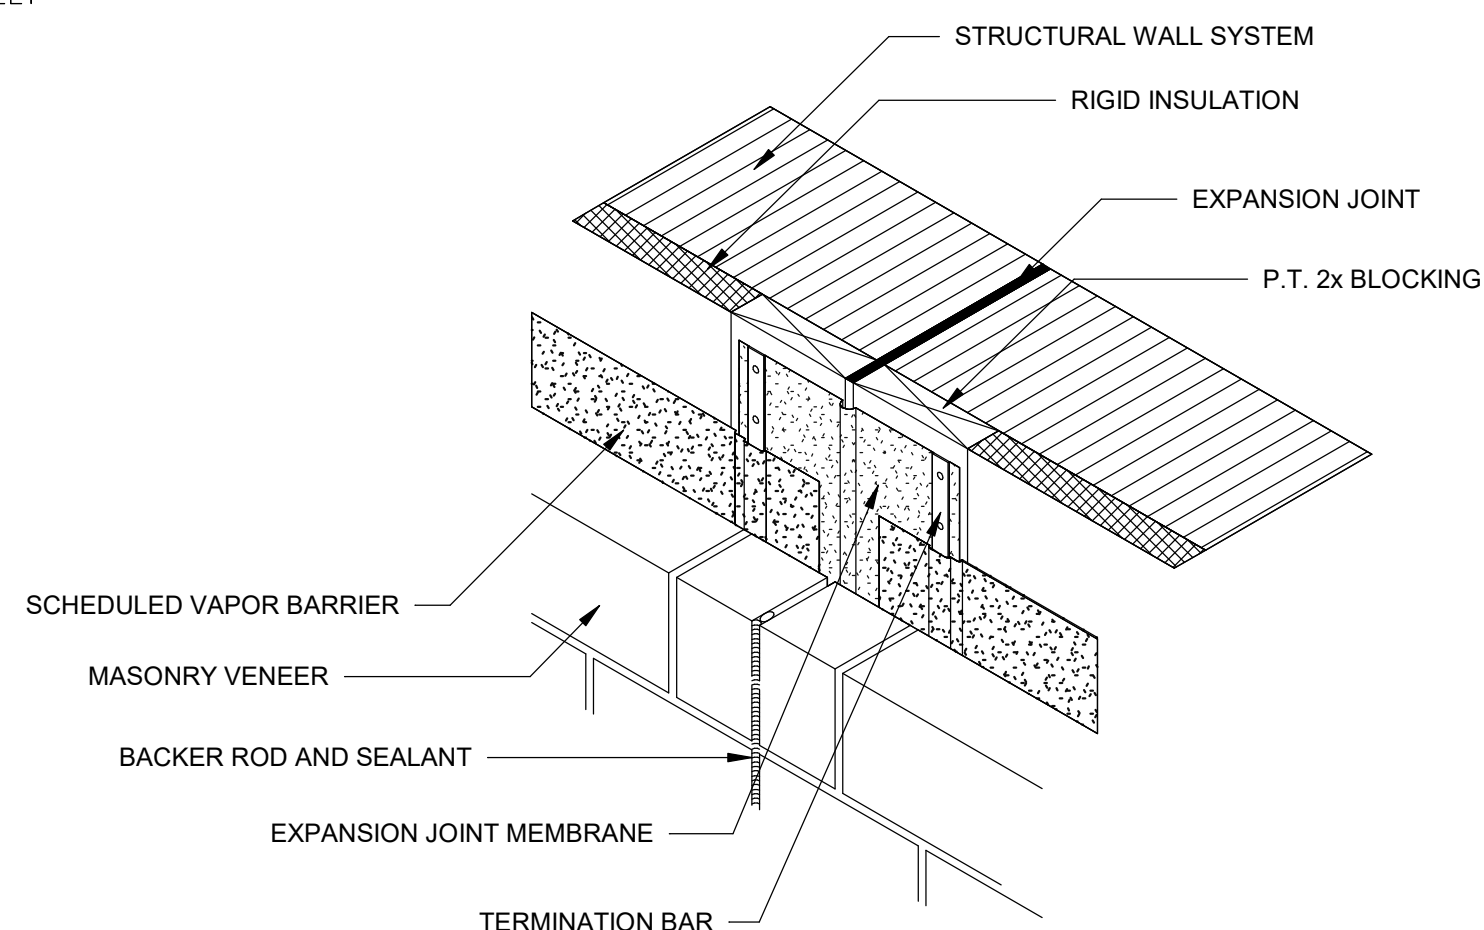 STRUCTURAL WALL SYSTEM
RIGID INSULATION
EXPANSION JOINT
P.T. 2x BLOCKING
SCHEDULED VAPOR BARRIER
MASONRY VENEER
BACKER ROD AND SEALANT
EXPANSION JOINT MEMBRANE
TERMINATION BAR